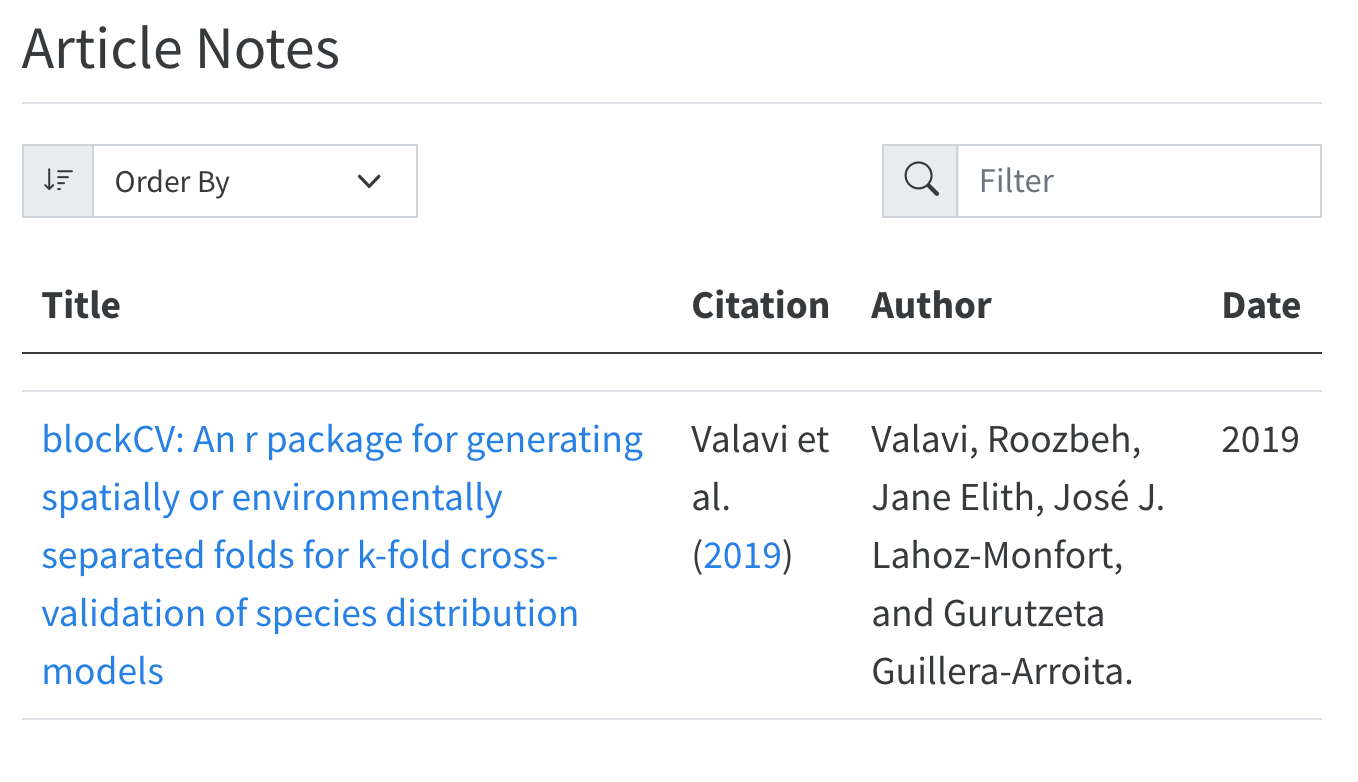 Article Notes
Order By
Filter
Title Citation Author Date
blockCV: An r package for generating Valavi et Valavi, Roozbeh, 2019
spatially or environmentally al. Jane Elith, José J.
separated folds for k-fold cross- (2019) Lahoz-Monfort,
validation of species distribution and Gurutzeta
models Guillera-Arroita.